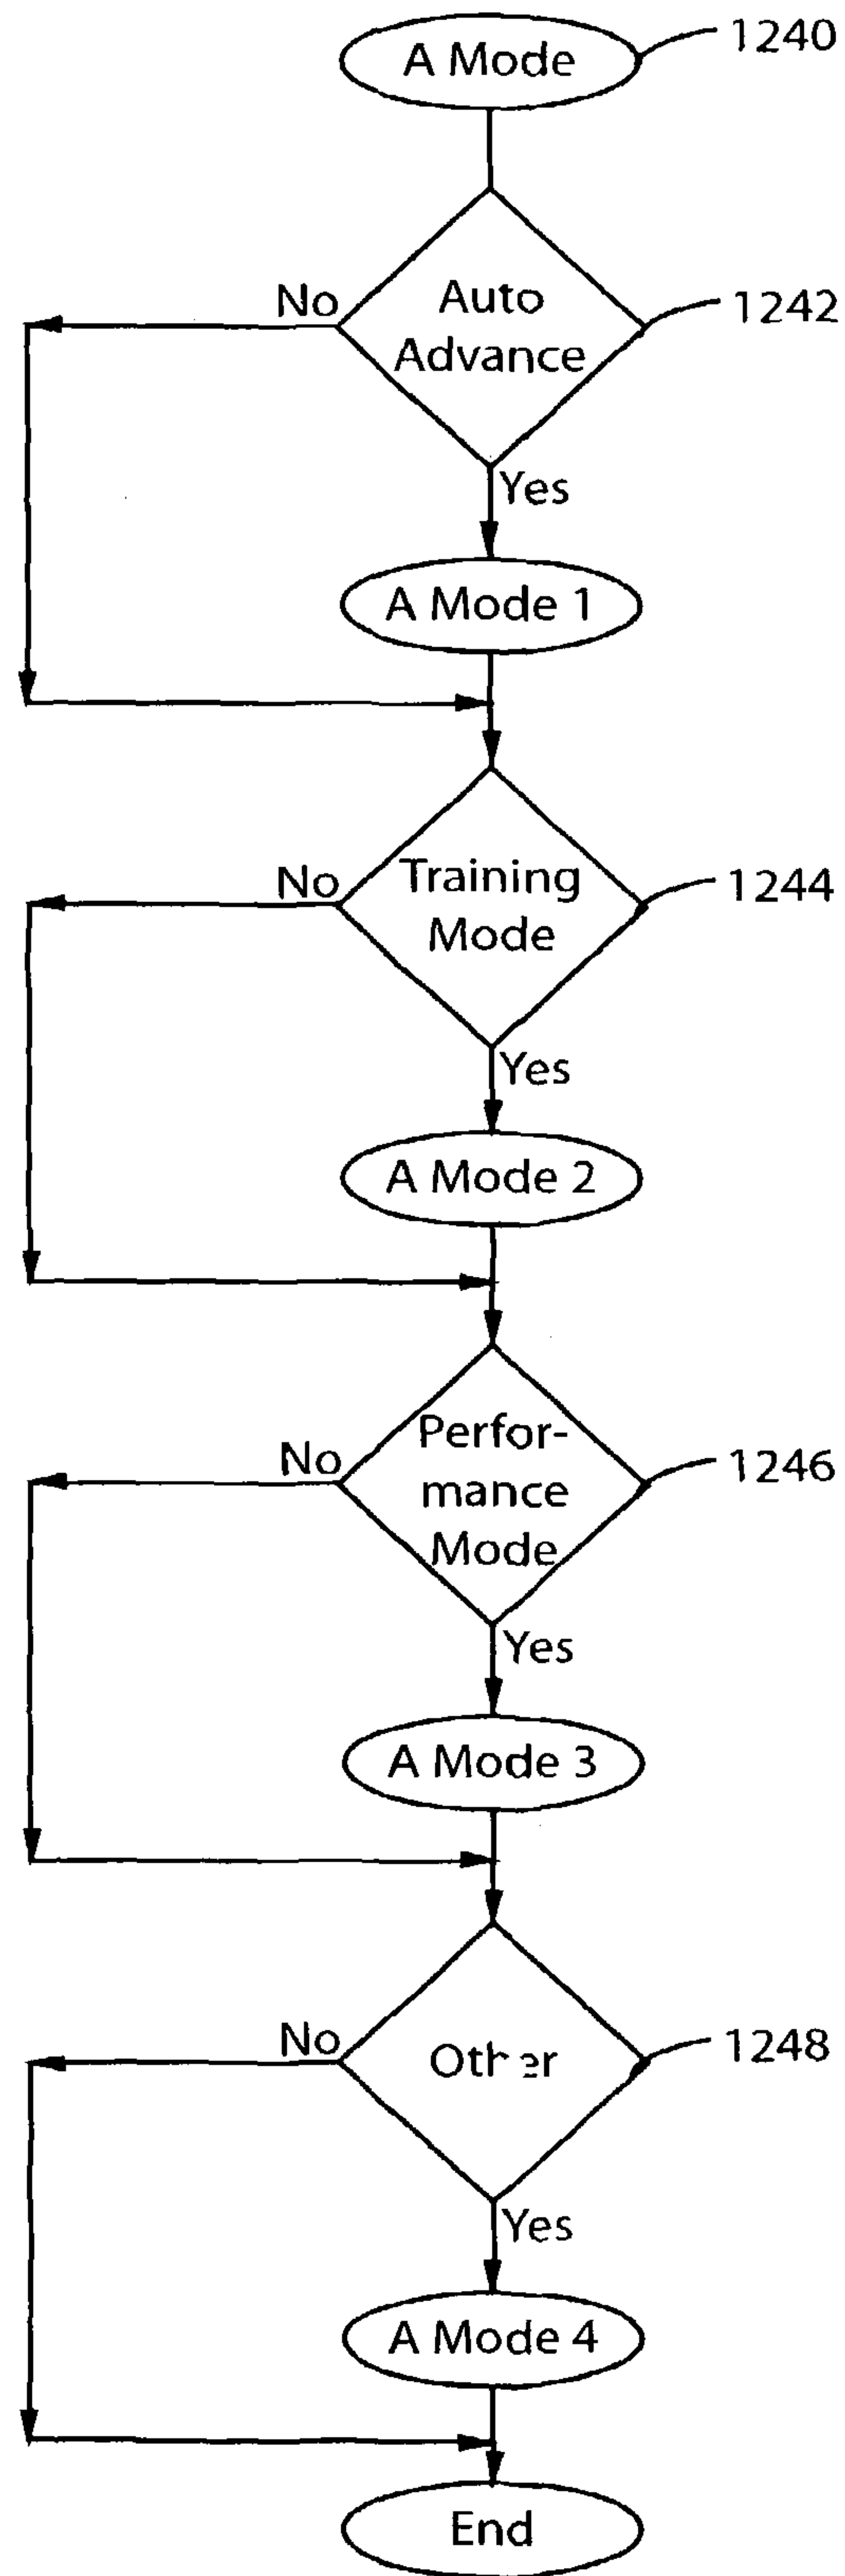 A Mode
1240
No
Auto
Advance
1242
Yes
A Mode 1
No
Training
Mode
1244
Yes
A Mode 2
No
Perfor-
mance
Mode
1246
Yes
A Mode 3
No
Other
1248
Yes
A Mode 4
End